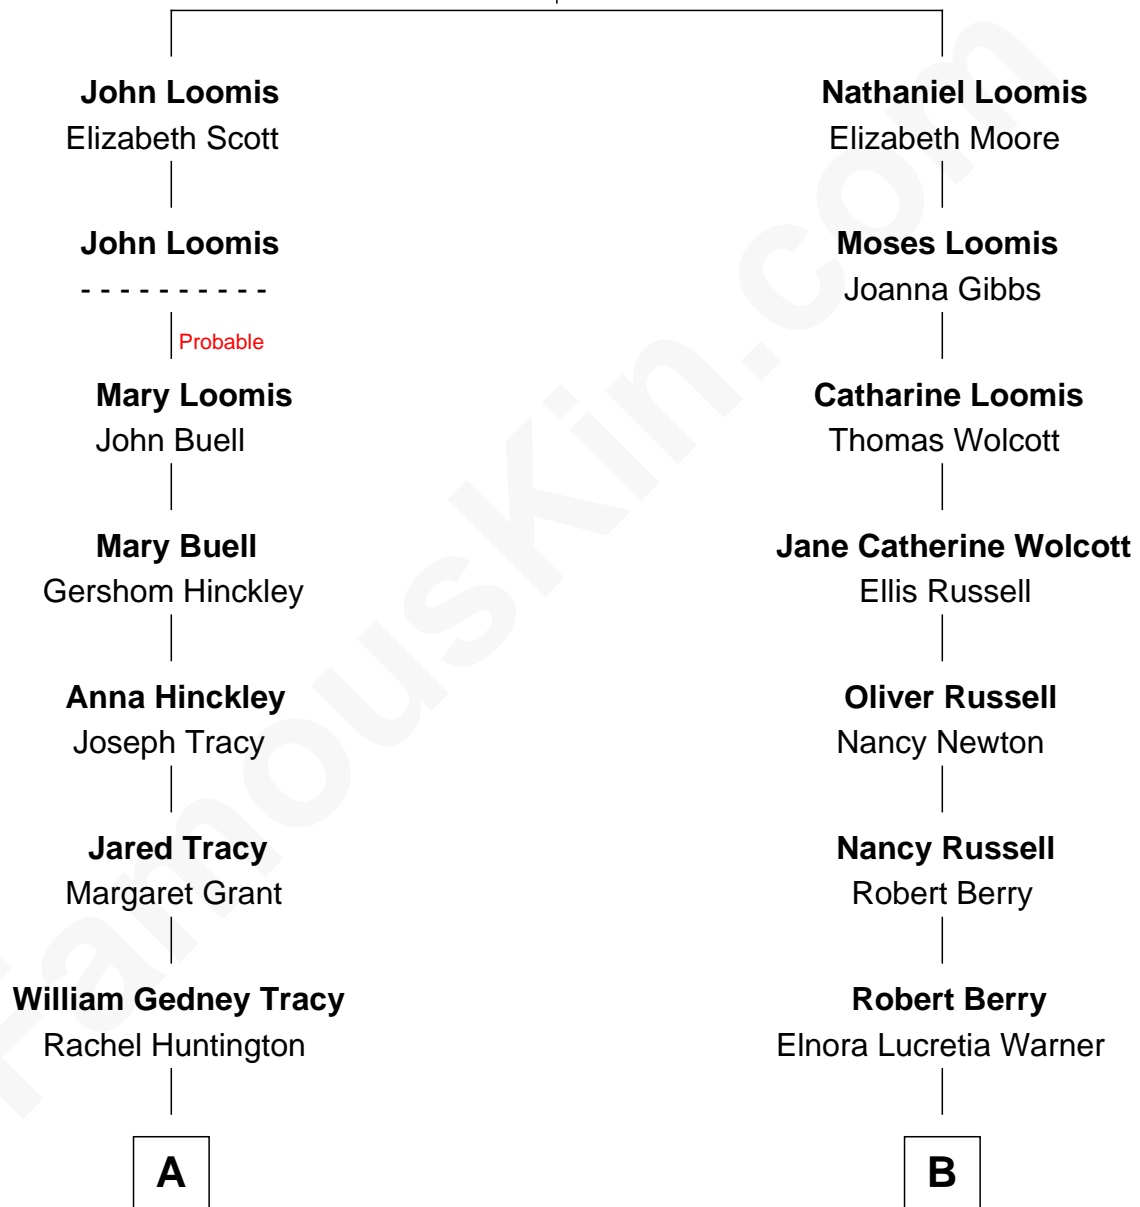 John Loomis
Elizabeth Scott
John Loomis
- - - - - - - - - -
Probable
Mary Loomis
John Buell
Mary Buell
Gershom Hinckley
Anna Hinckley
Joseph Tracy
Jared Tracy
Margaret Grant
William Gedney Tracy
Rachel Huntington
A
Nathaniel Loomis
Elizabeth Moore
Moses Loomis
Joanna Gibbs
Catharine Loomis
Thomas Wolcott
Jane Catherine Wolcott
Ellis Russell
Oliver Russell
Nancy Newton
Nancy Russell
Robert Berry
Robert Berry
Elnora Lucretia Warner
B
FamousKin.com